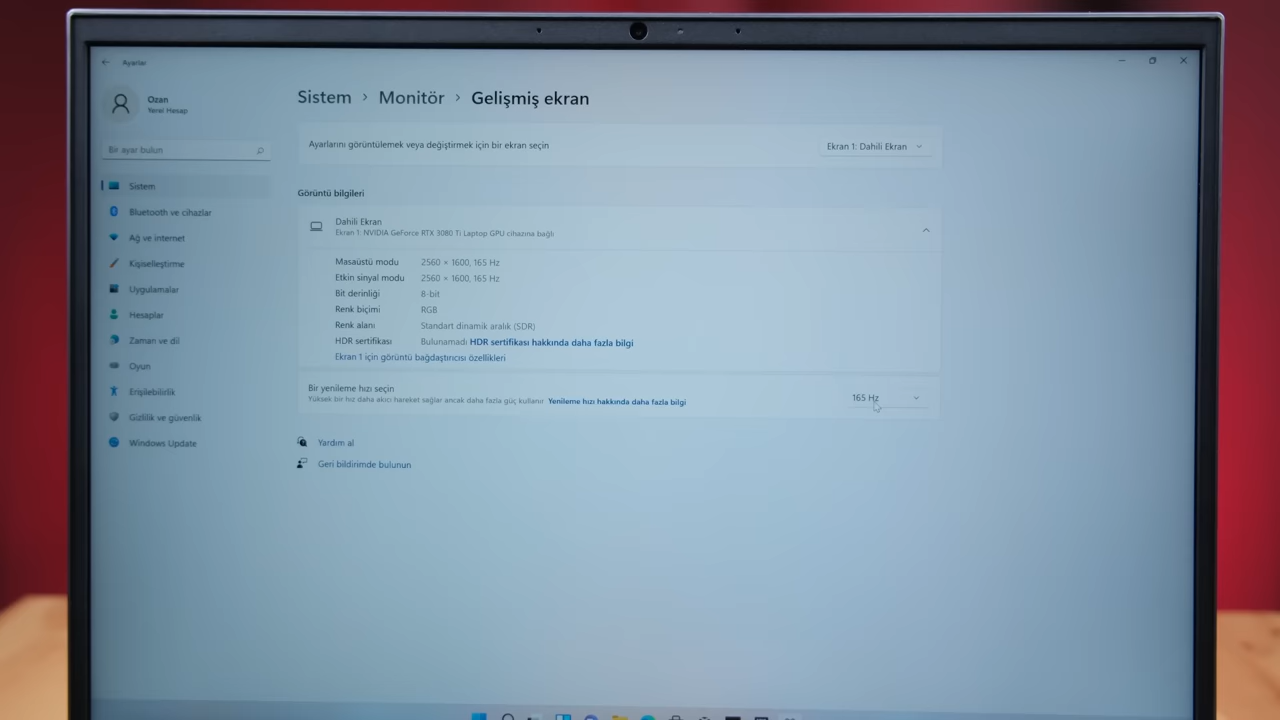 Ayarlar
Ozan
Yerel Hesap
Bir ayar bulun
Sistem
Bluetooth ve cihazlar
Ağ ve internet
Kişiselleştirme
Uygulamalar
Hesaplar
Zaman ve dil
Oyun
Erişilebilirlik
Gizlilik ve güvenlik
Windows Update
Sistem › Monitör › Gelişmiş ekran
Ayarlarını görüntülemek veya değiştirmek için bir ekran seçin
Ekran 1: Dahili Ekran
Görüntü bilgileri
Dahili Ekran
Ekran 1: NVIDIA GeForce RTX 3080 Ti Laptop GPU cihazına bağlı
Masaüstü modu 2560 × 1600, 165 Hz
Etkin sinyal modu 2560 × 1600, 165 Hz
Bit derinliği 8-bit
Renk biçimi RGB
Renk alanı Standart dinamik aralık (SDR)
HDR sertifikası Bulunamadı HDR sertifikası hakkında daha fazla bilgi
Ekran 1 için görüntü bağdaştırıcısı özellikleri
Bir yenileme hızı seçin
Yüksek bir hız daha akıcı hareket sağlar ancak daha fazla güç kullanır Yenileme hızı hakkında daha fazla bilgi
165 Hz
Yardım al
Geri bildirimde bulunun